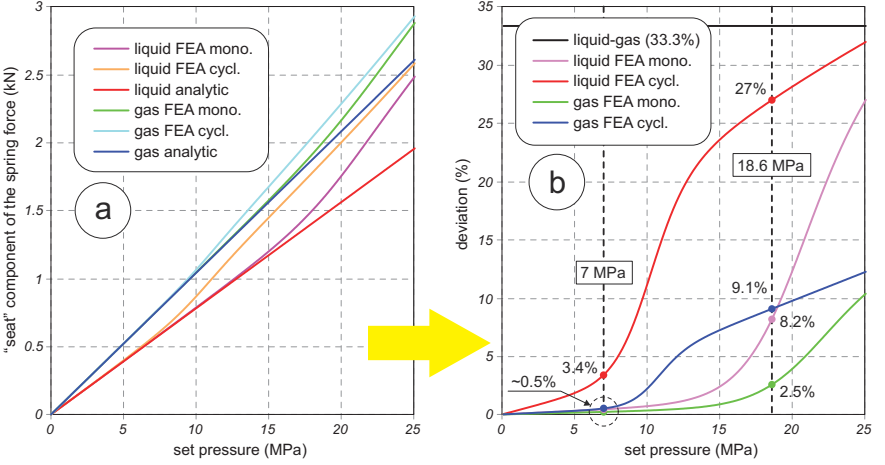 3
2.5
2
1.5
1
0.5
0
"seat" component of the spring force (kN)
liquid FEA mono.
liquid FEA cycl.
liquid analytic
gas FEA mono.
gas FEA cycl.
gas analytic
a
0 5 10 15 20 25
set pressure (MPa)
35
30
25
20
33
15
10
5
0
deviation (%)
liquid-gas (33.3%)
liquid FEA mono.
liquid FEA cycl.
gas FEA mono.
gas FEA cycl.
b
27%
18.6 MPa
7 MPa
9.1%
8.2%
3.4%
~0.5%
2.5%
0 5 10 15 20 25
set pressure (MPa)